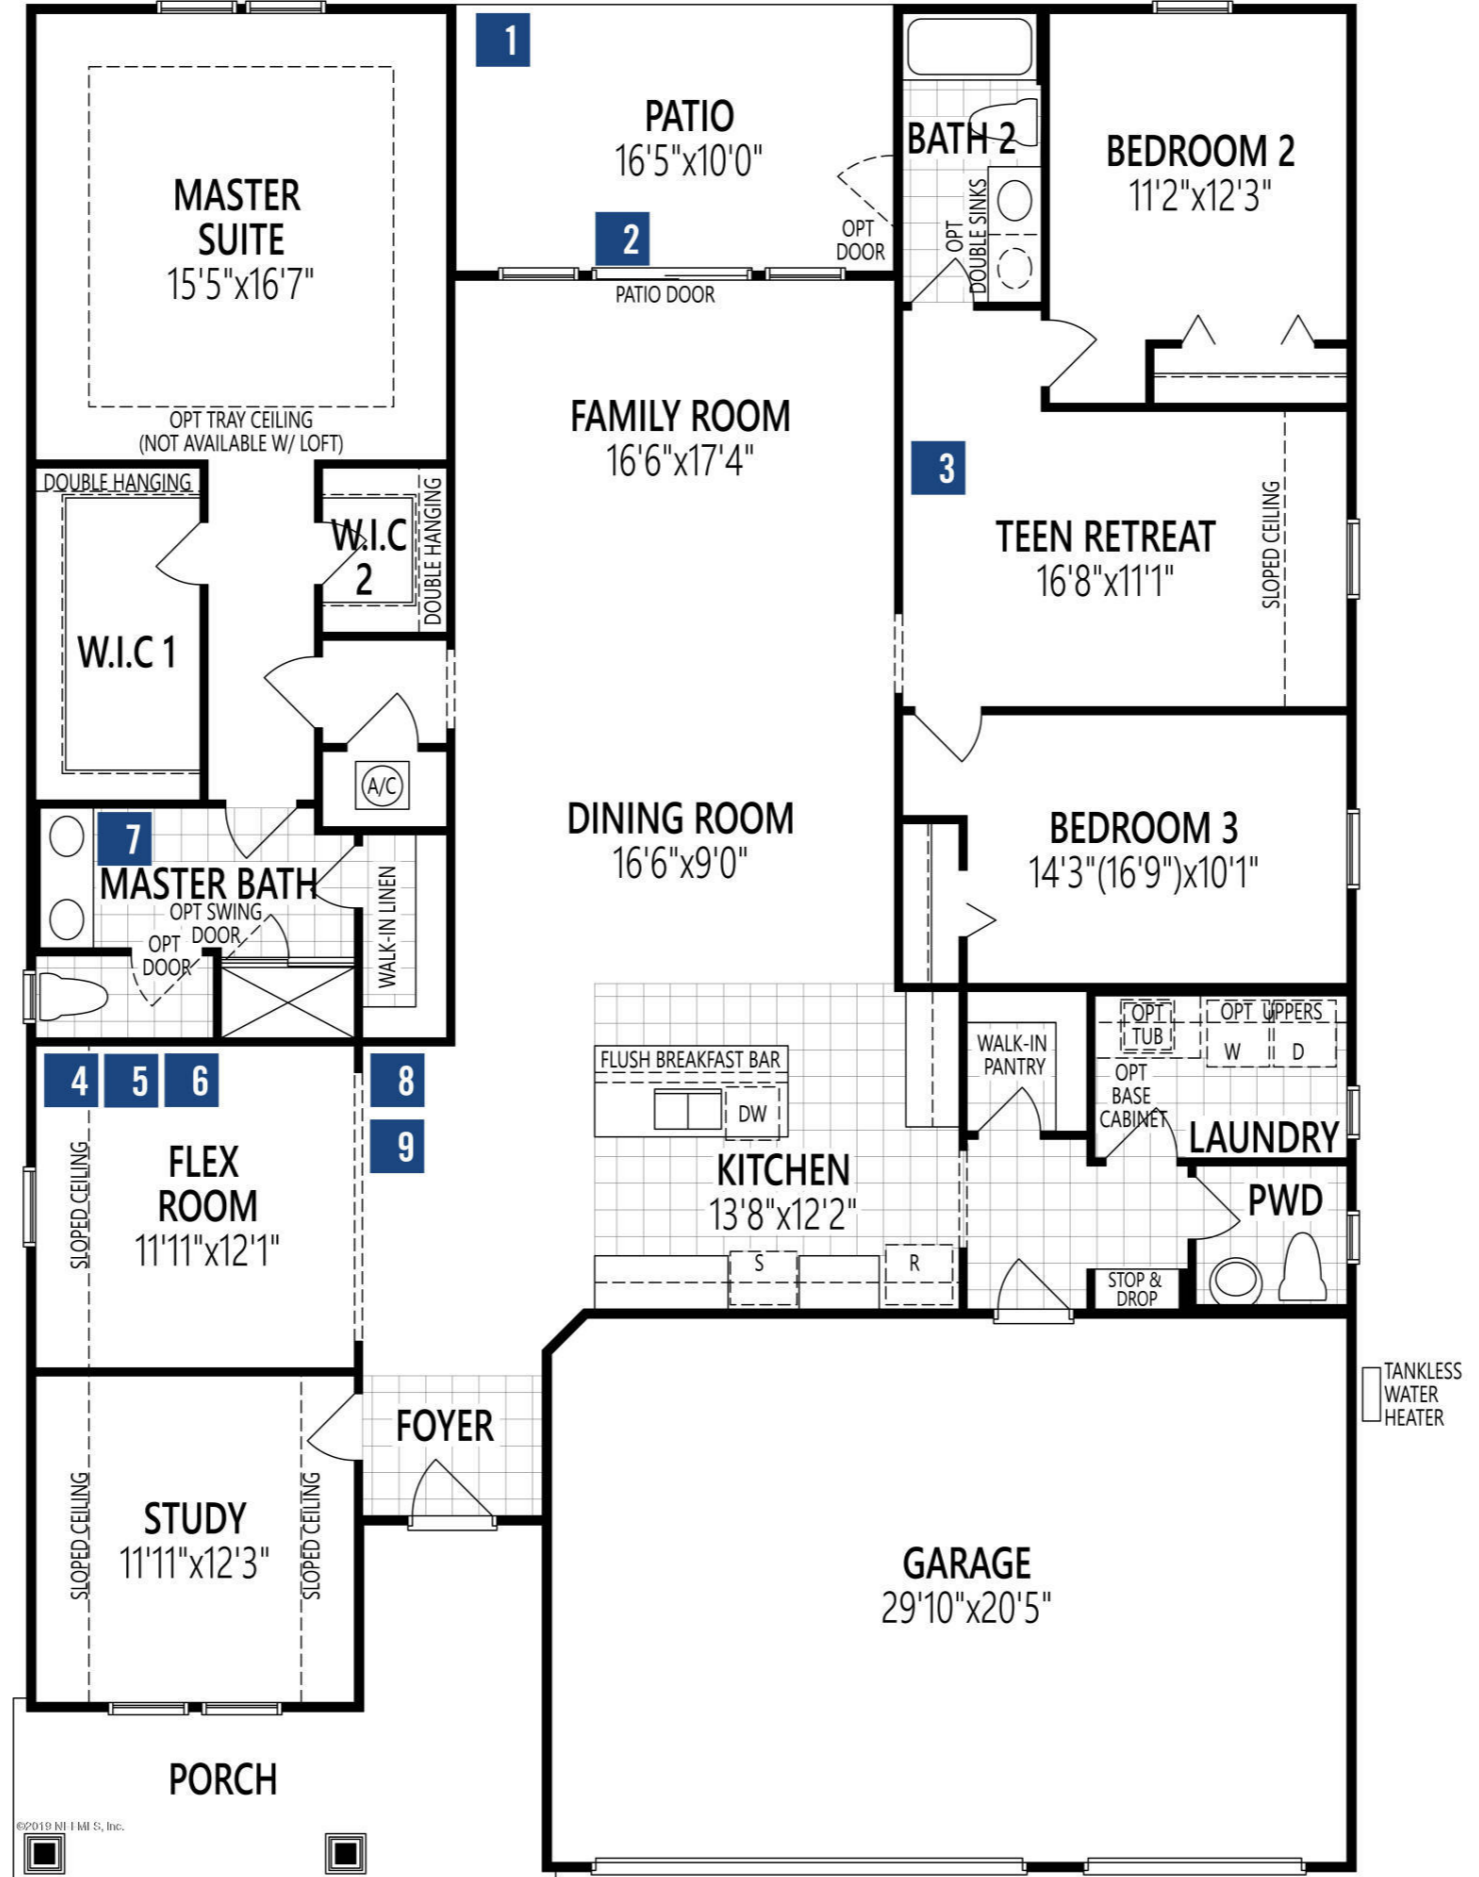 1
PATIO
16'5"x10'0"
2
OPT
DOOR
PATIO DOOR
MASTER
SUITE
15'5"x16'7"
OPT TRAY CEILING
(NOT AVAILABLE W/ LOFT)
BATH 2
OPT
DOUBLE SINKS
BEDROOM 2
11'2"x12'3"
FAMILY ROOM
16'6"x17'4"
3
TEEN RETREAT
16'8"x11'1"
SLOPED CEILING
DOUBLE HANGING
W.I.C 1
W.I.C
2
DOUBLE HANGING
A/C
DINING ROOM
16'6"x9'0"
BEDROOM 3
14'3"(16'9")x10'1"
7
MASTER BATH
OPT SWING
DOOR
OPT
DOOR
WALK-IN LINEN
4
5
6
8
9
FLEX
ROOM
11'11"x12'1"
SLOPED CEILING
FLUSH BREAKFAST BAR
DW
KITCHEN
13'8"x12'2"
S
R
WALK-IN
PANTRY
OPT
TUB
OPT UPPERS
W
D
OPT
BASE
CABINET
LAUNDRY
PWD
STOP &
DROP
TANKLESS
WATER
HEATER
FOYER
STUDY
11'11"x12'3"
SLOPED CEILING
SLOPED CEILING
GARAGE
29'10"x20'5"
PORCH
©2019 NEFMLS, Inc.